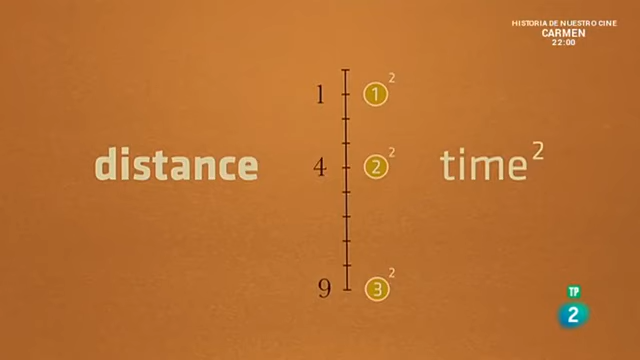 HISTORIA DE NUESTRO CINE
CARMEN
22:00
1 1²
distance 4 2² time²
9 3²
TP
2